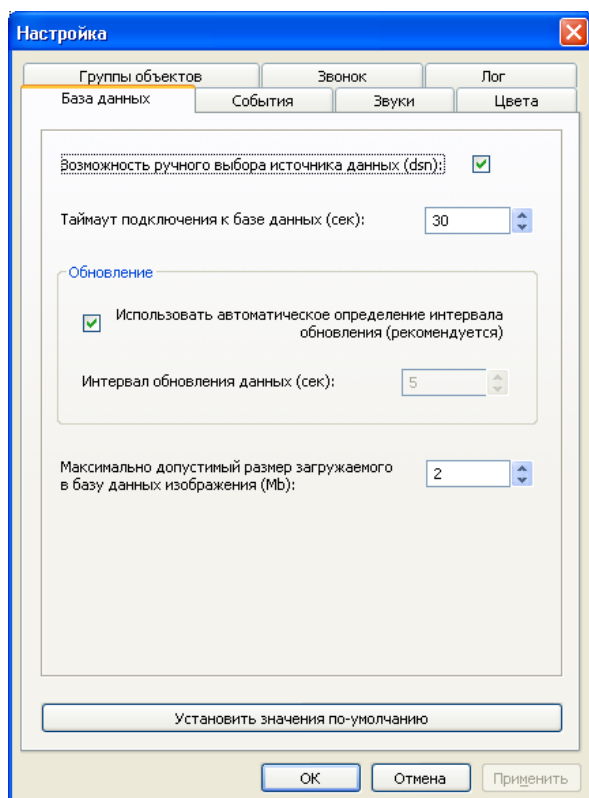 Настройка
Группы объектов Звонок Лог
База данных События Звуки Цвета
Возможность ручного выбора источника данных (dsn):
Таймаут подключения к базе данных (сек): 30
Обновление
Использовать автоматическое определение интервала
обновления (рекомендуется)
Интервал обновления данных (сек): 5
Максимально допустимый размер загружаемого
в базу данных изображения (Mb): 2
Установить значения по-умолчанию
ОК Отмена Применить